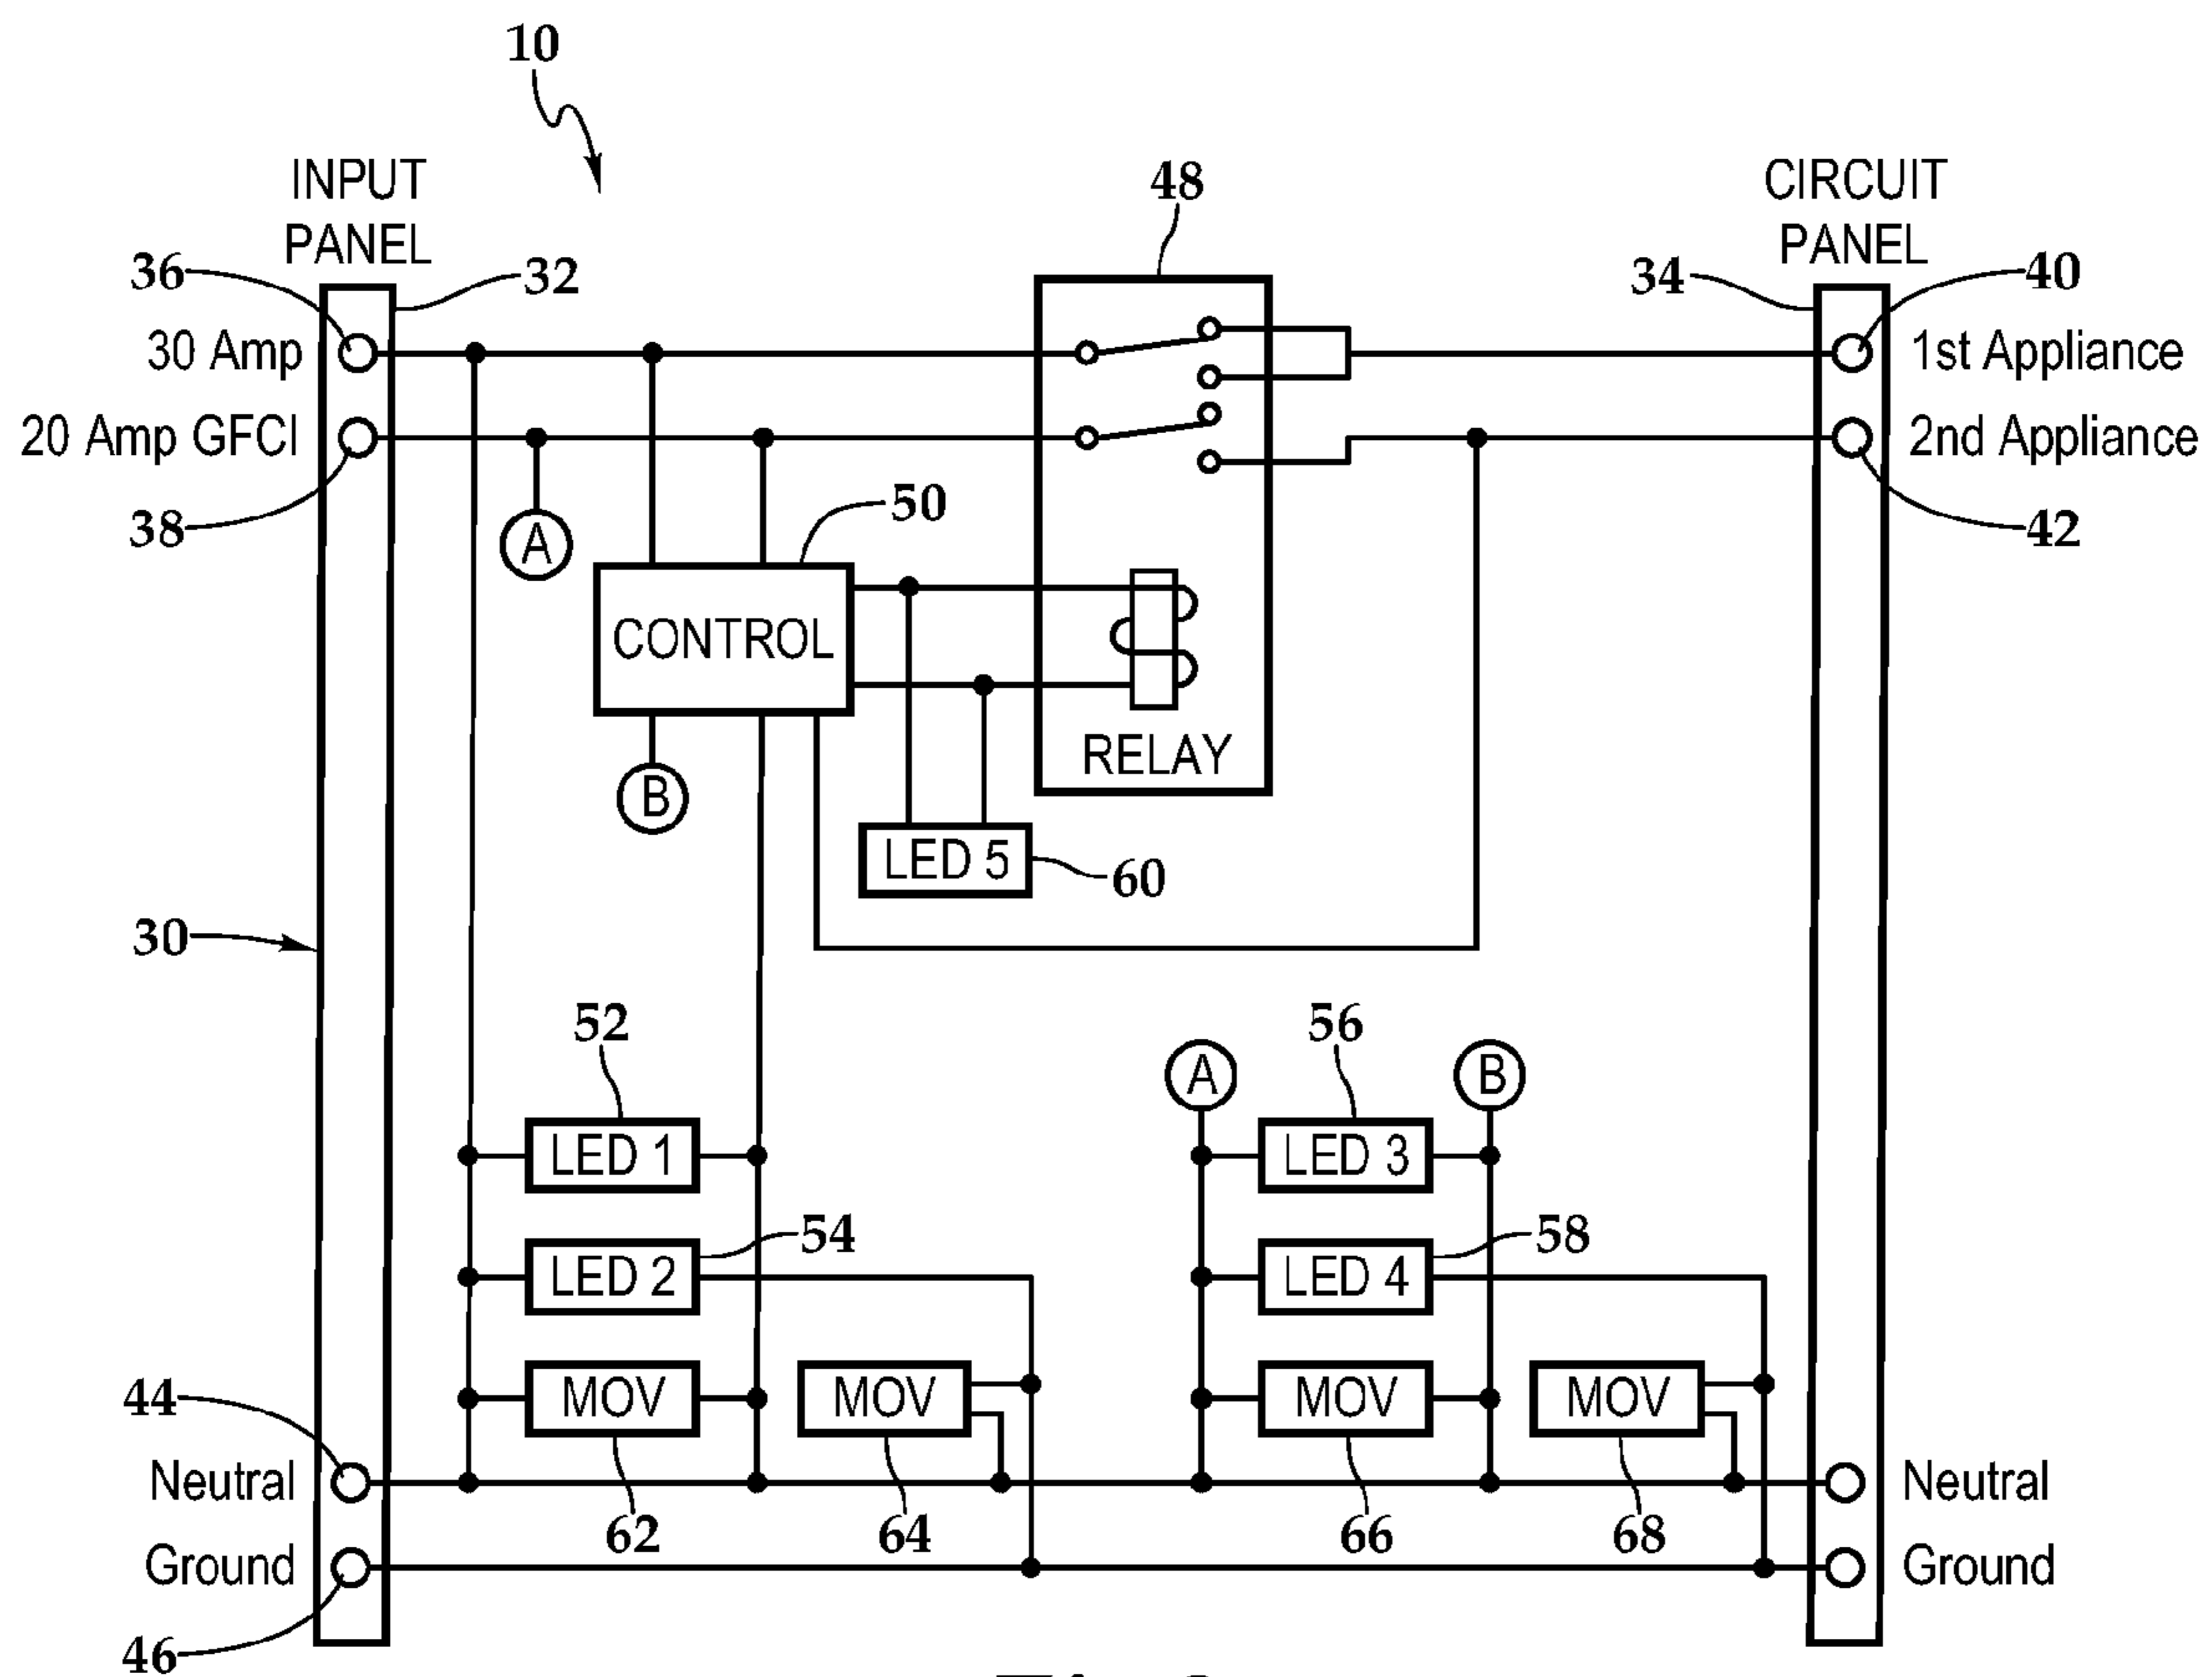 10
INPUT
PANEL
48
CIRCUIT
PANEL
36
32
34
40
30 Amp
1st Appliance
20 Amp GFCI
2nd Appliance
38
A
50
42
CONTROL
RELAY
B
LED 5
60
30
52
56
A
B
LED 1
LED 3
54
58
LED 2
LED 4
44
MOV
MOV
MOV
MOV
Neutral
Neutral
62
64
66
68
Ground
Ground
46